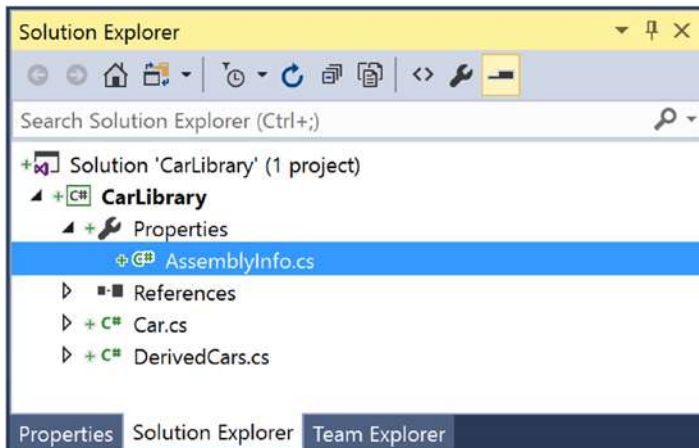 Solution Explorer
Search Solution Explorer (Ctrl+;)
Solution 'CarLibrary' (1 project)
C# CarLibrary
Properties
C# AssemblyInfo.cs
References
C# Car.cs
C# DerivedCars.cs
Properties Solution Explorer Team Explorer